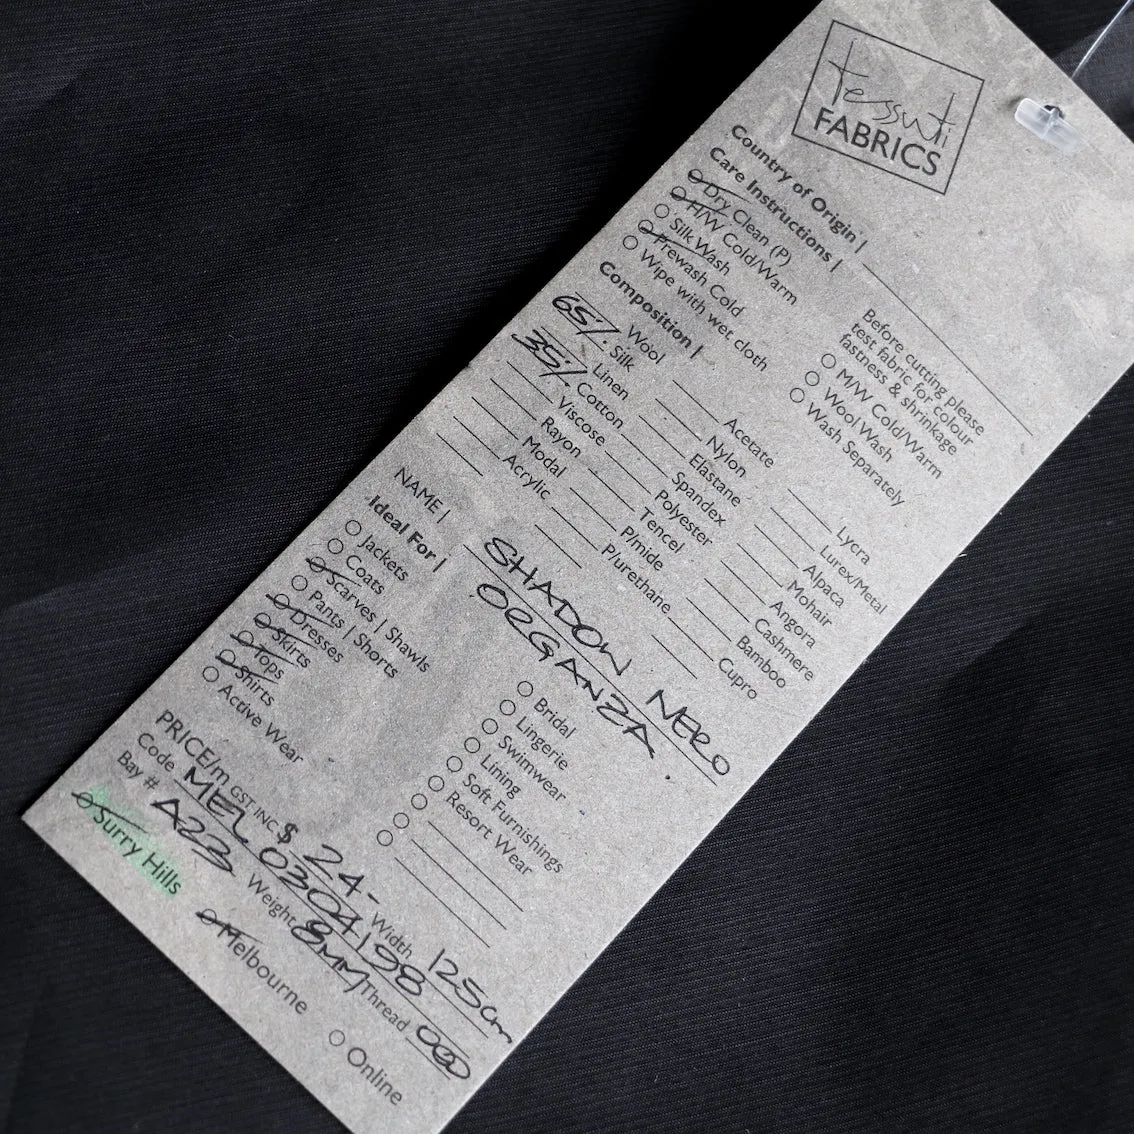 tessuti
FABRICS
Country of Origin |
Care Instructions |
Dry Clean (P)
H/W Cold/Warm
Silk Wash
Prewash Cold
Wipe with wet cloth
Before cutting please
test fabric for colour
fastness & shrinkage
M/W Cold/Warm
Wool Wash
Wash Separately
Composition |
Wool
65% Silk
Linen
35% Cotton
Viscose
Rayon
Modal
Acrylic
Acetate
Nylon
Elastane
Spandex
Polyester
Tencel
P/mide
P/urethane
Lycra
Lurex/Metal
Alpaca
Mohair
Angora
Cashmere
Bamboo
Cupro
NAME | SHADOW NERO
ORGANZA.
Ideal For |
Jackets
Coats
Scarves | Shawls
Pants | Shorts
Dresses
Skirts
Tops
Shirts
Active Wear
Bridal
Lingerie
Swimwear
Lining
Soft Furnishings
Resort Wear
PRICE/m GST INC $ 24- Width 125cm
Code MEL 0304.198
Bay # A23 Weight 8MM Thread 000
Surry Hills
Melbourne
Online